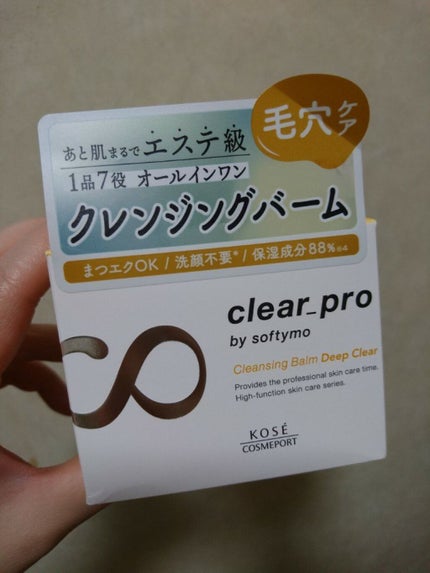 毛穴ケア
あと肌まるでエステ級
1品7役 オールインワン
クレンジングバーム
まつエクOK / 洗顔不要* / 保湿成分88%※4
clear_pro
by softymo
Cleansing Balm Deep Clear
Provides the professional skin care time.
High-function skin care series.
KOSÉ
COSMEPORT